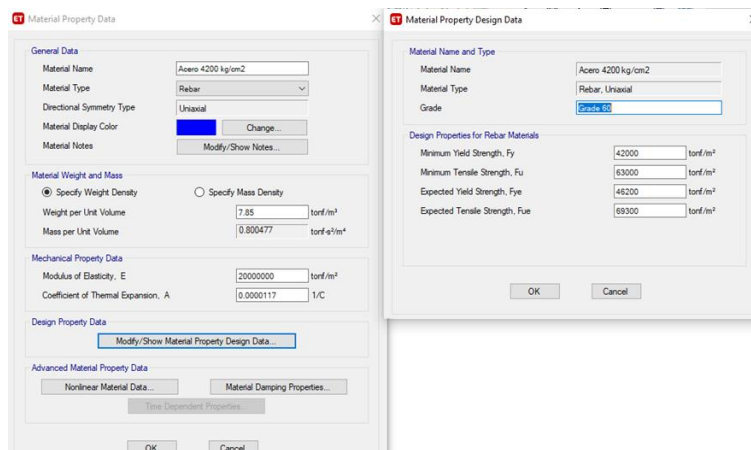 ET Material Property Data
General Data
Material Name Acero 4200 kg/cm2
Material Type Rebar
Directional Symmetry Type Uniaxial
Material Display Color Change...
Material Notes Modify/Show Notes...
Material Weight and Mass
Specify Weight Density Specify Mass Density
Weight per Unit Volume 7.85 tonf/m³
Mass per Unit Volume 0.800477 tonf-s²/m⁴
Mechanical Property Data
Modulus of Elasticity, E 20000000 tonf/m²
Coefficient of Thermal Expansion, A 0.0000117 1/C
Design Property Data
Modify/Show Material Property Design Data...
Advanced Material Property Data
Nonlinear Material Data... Material Damping Properties...
Time Dependent Properties...
OK Cancel
ET Material Property Design Data
Material Name and Type
Material Name Acero 4200 kg/cm2
Material Type Rebar, Uniaxial
Grade Grade 60
Design Properties for Rebar Materials
Minimum Yield Strength, Fy 42000 tonf/m²
Minimum Tensile Strength, Fu 63000 tonf/m²
Expected Yield Strength, Fye 46200 tonf/m²
Expected Tensile Strength, Fue 69300 tonf/m²
OK Cancel